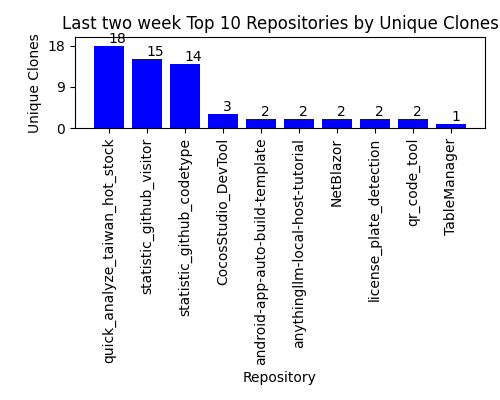 Last two week Top 10 Repositories by Unique Clones
Unique Clones
18
9
0
18
15
14
3
2
2
2
2
2
1
quick_analyze_taiwan_hot_stock
statistic_github_visitor
statistic_github_codetype
CocosStudio_DevTool
android-app-auto-build-template
anythingllm-local-host-tutorial
NetBlazor
license_plate_detection
qr_code_tool
TableManager
Repository